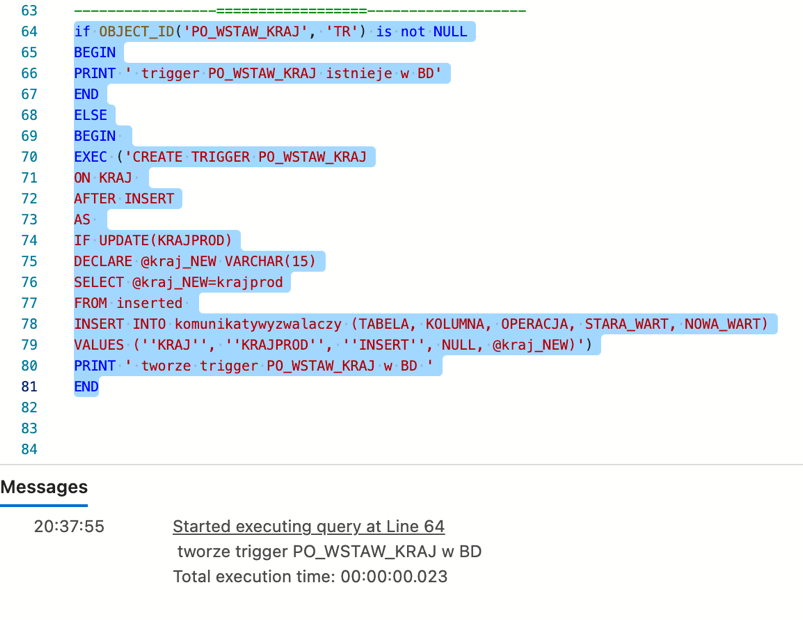 63 -----------------==================-------------------
64 if OBJECT_ID('PO_WSTAW_KRAJ', 'TR') is not NULL
65 BEGIN
66 PRINT ' trigger PO_WSTAW_KRAJ istnieje w BD'
67 END
68 ELSE
69 BEGIN
70 EXEC ('CREATE TRIGGER PO_WSTAW_KRAJ
71 ON KRAJ
72 AFTER INSERT
73 AS
74 IF UPDATE(KRAJPROD)
75 DECLARE @kraj_NEW VARCHAR(15)
76 SELECT @kraj_NEW=krajprod
77 FROM inserted
78 INSERT INTO komunikatywyzwalaczy (TABELA, KOLUMNA, OPERACJA, STARA_WART, NOWA_WART)
79 VALUES (''KRAJ'', ''KRAJPROD'', ''INSERT'', NULL, @kraj_NEW)')
80 PRINT ' tworze trigger PO_WSTAW_KRAJ w BD '
81 END
82
83
84
Messages
20:37:55 Started executing query at Line 64
tworze trigger PO_WSTAW_KRAJ w BD
Total execution time: 00:00:00.023